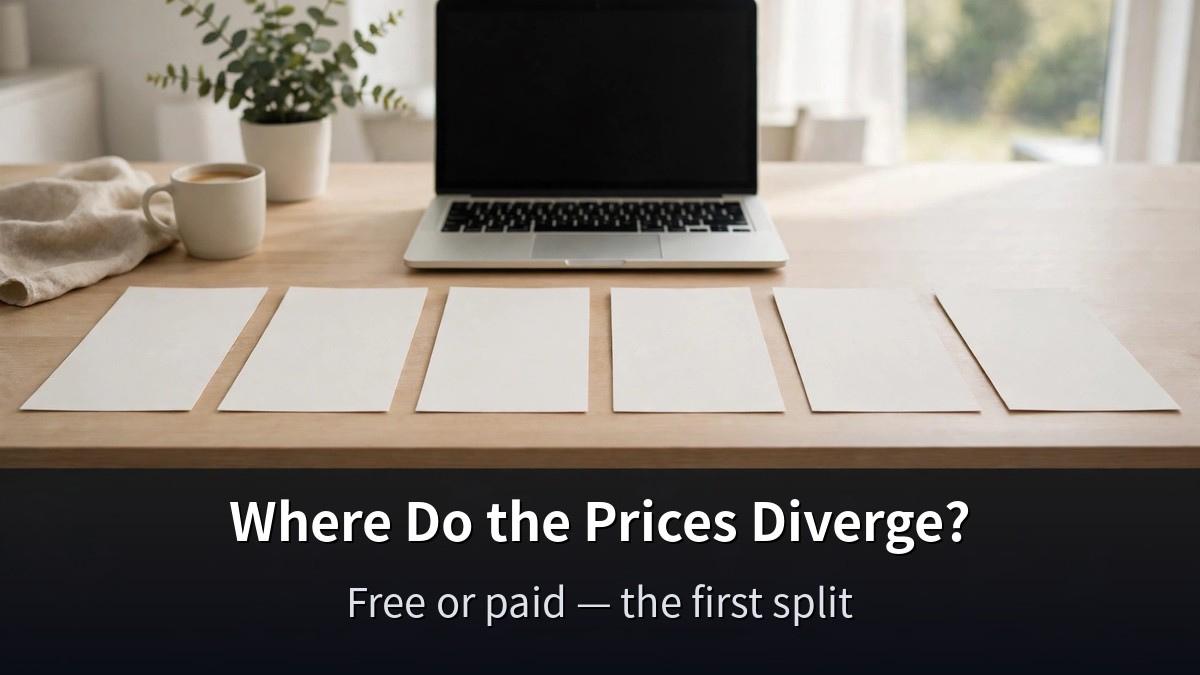 Where Do the Prices Diverge?
Free or paid — the first split